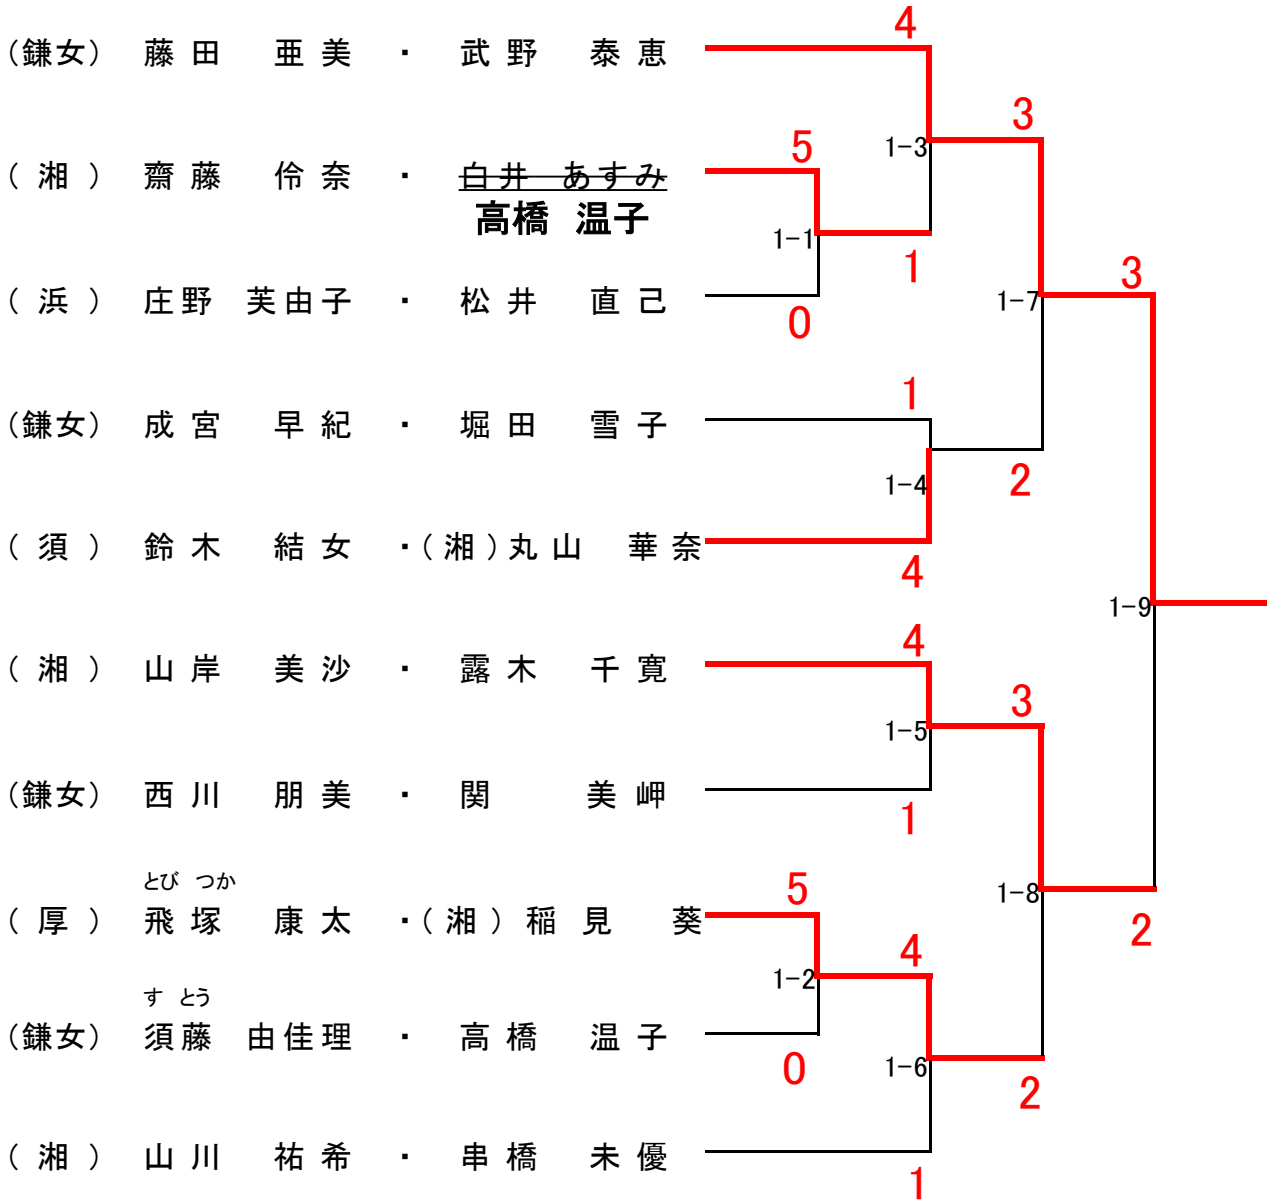 4
(鎌女) 藤田 亜美 ・ 武野 泰恵
3
5
1-3
(湘) 齋藤 伶奈 ・ 白井 あすみ
高橋 温子
1-1
1
3
(浜) 庄野 芙由子 ・ 松井 直己
1-7
0
1
(鎌女) 成宮 早紀 ・ 堀田 雪子
2
1-4
(須) 鈴木 結女 ・(湘)丸山 華奈
4
1-9
4
(湘) 山岸 美沙 ・ 露木 千寛
3
1-5
(鎌女) 西川 朋美 ・ 関 美岬
1
とび つか
5
1-8
(厚) 飛塚 康太 ・(湘)稲見 葵
2
4
1-2
す とう
(鎌女) 須藤 由佳理 ・ 高橋 温子
0
1-6
2
(湘) 山川 祐希 ・ 串橋 未優
1